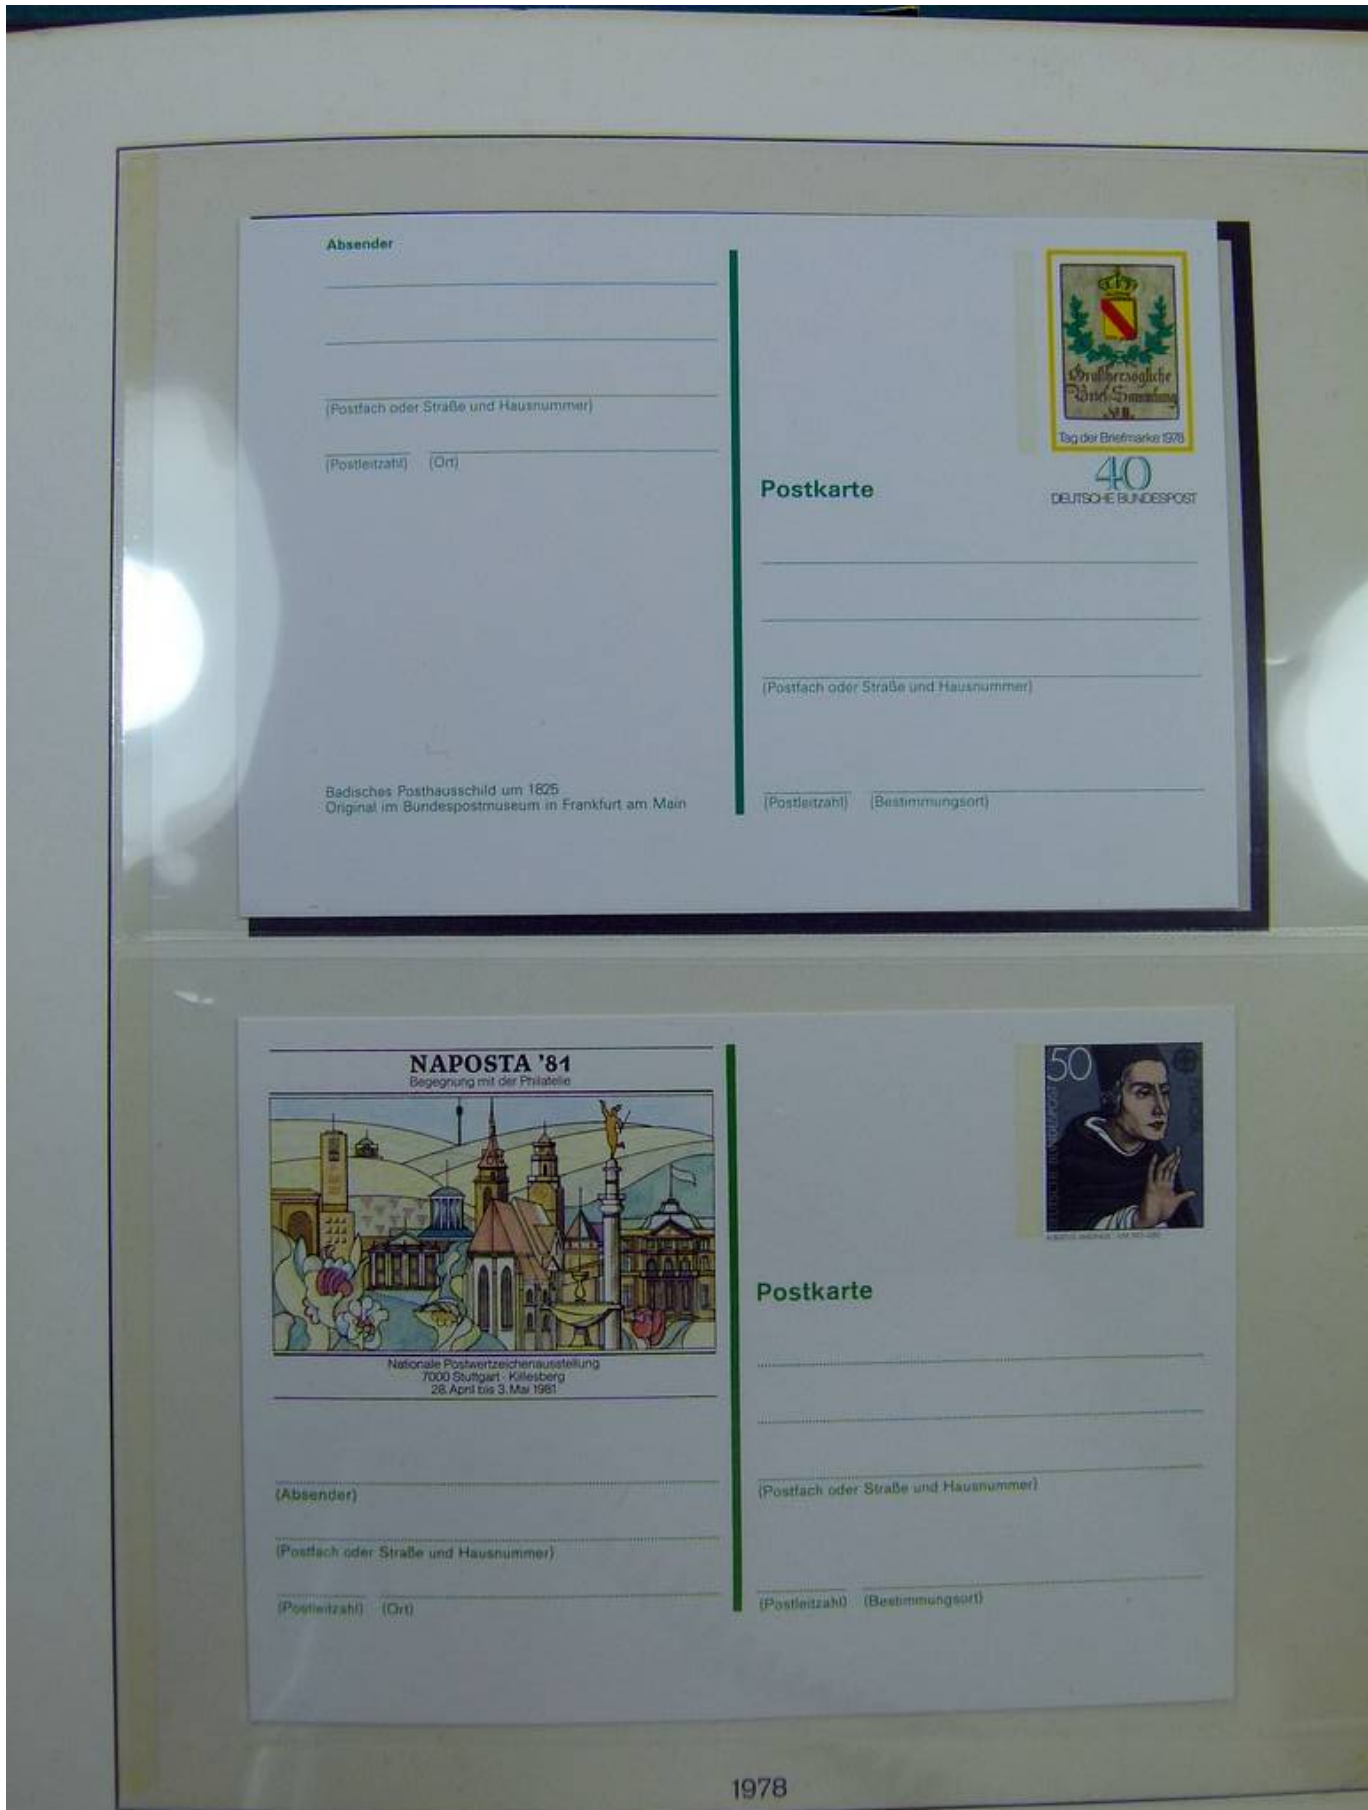 Absender
(Postfach oder Straße und Hausnummer)
(Postleitzahl) (Ort)
Badisches Posthausschild um 1825
Original im Bundespostmuseum in Frankfurt am Main
Großherzogliche
Brief-Sammlung
Tag der Briefmarke 1978
40
DEUTSCHE BUNDESPOST
Postkarte
(Postfach oder Straße und Hausnummer)
(Postleitzahl) (Bestimmungsort)
NAPOSTA '81
Begegnung mit der Philatelie
Nationale Postwertzeichenausstellung
7000 Stuttgart - Killesberg
28. April bis 3. Mai 1981
(Absender)
(Postfach oder Straße und Hausnummer)
(Postleitzahl) (Ort)
50
DEUTSCHE BUNDESPOST
Postkarte
(Postfach oder Straße und Hausnummer)
(Postleitzahl) (Bestimmungsort)
1978